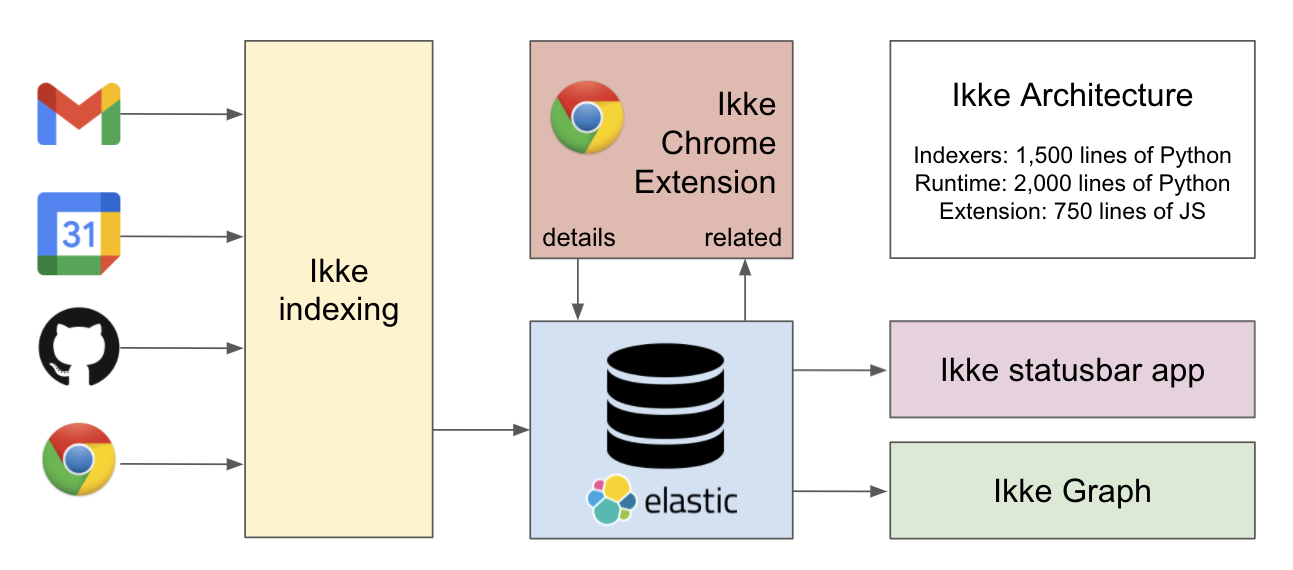 31
Ikke
indexing
Ikke
Chrome
Extension
details
related
elastic
Ikke Architecture
Indexers: 1,500 lines of Python
Runtime: 2,000 lines of Python
Extension: 750 lines of JS
Ikke statusbar app
Ikke Graph